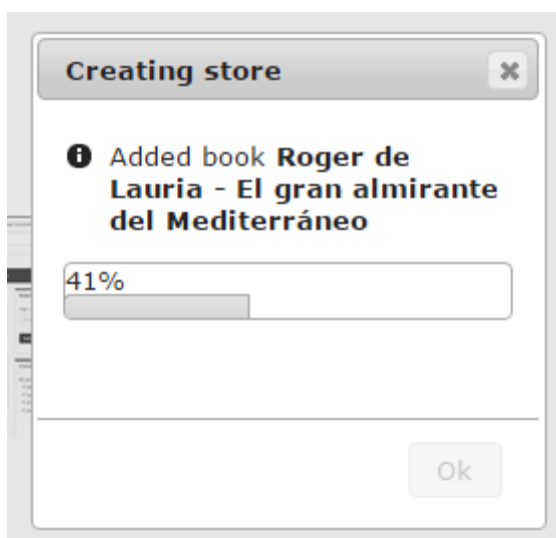 Creating store
Added book Roger de
Lauria - El gran almirante
del Mediterráneo
41%
Ok